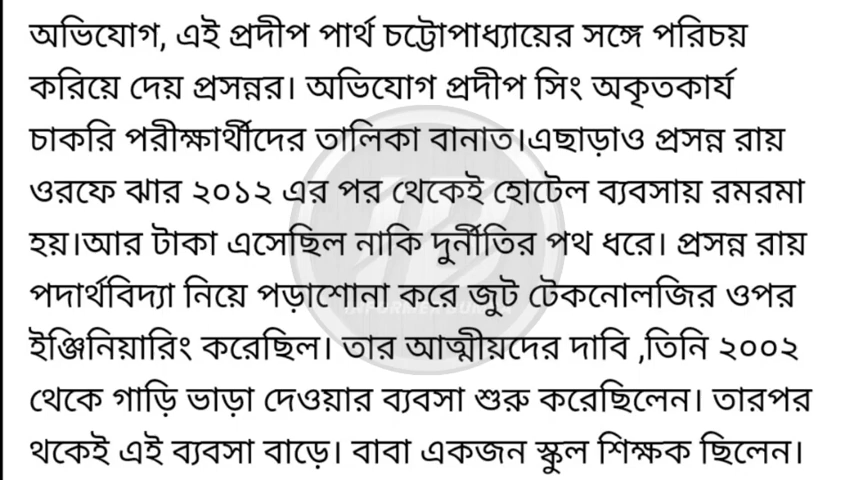 অভিযোগ, এই প্রদীপ পার্থ চট্টোপাধ্যায়ের সঙ্গে পরিচয়
করিয়ে দেয় প্রসন্নর। অভিযোগ প্রদীপ সিং অকৃতকার্য
চাকরি পরীক্ষার্থীদের তালিকা বানাত।এছাড়াও প্রসন্ন রায়
ওরফে ঝার ২০১২ এর পর থেকেই হোটেল ব্যবসায় রমরমা
হয়।আর টাকা এসেছিল নাকি দুর্নীতির পথ ধরে। প্রসন্ন রায়
পদার্থবিদ্যা নিয়ে পড়াশোনা করে জুট টেকনোলজির ওপর
ইঞ্জিনিয়ারিং করেছিল। তার আত্মীয়দের দাবি ,তিনি ২০০২
থেকে গাড়ি ভাড়া দেওয়ার ব্যবসা শুরু করেছিলেন। তারপর
থকেই এই ব্যবসা বাড়ে। বাবা একজন স্কুল শিক্ষক ছিলেন।